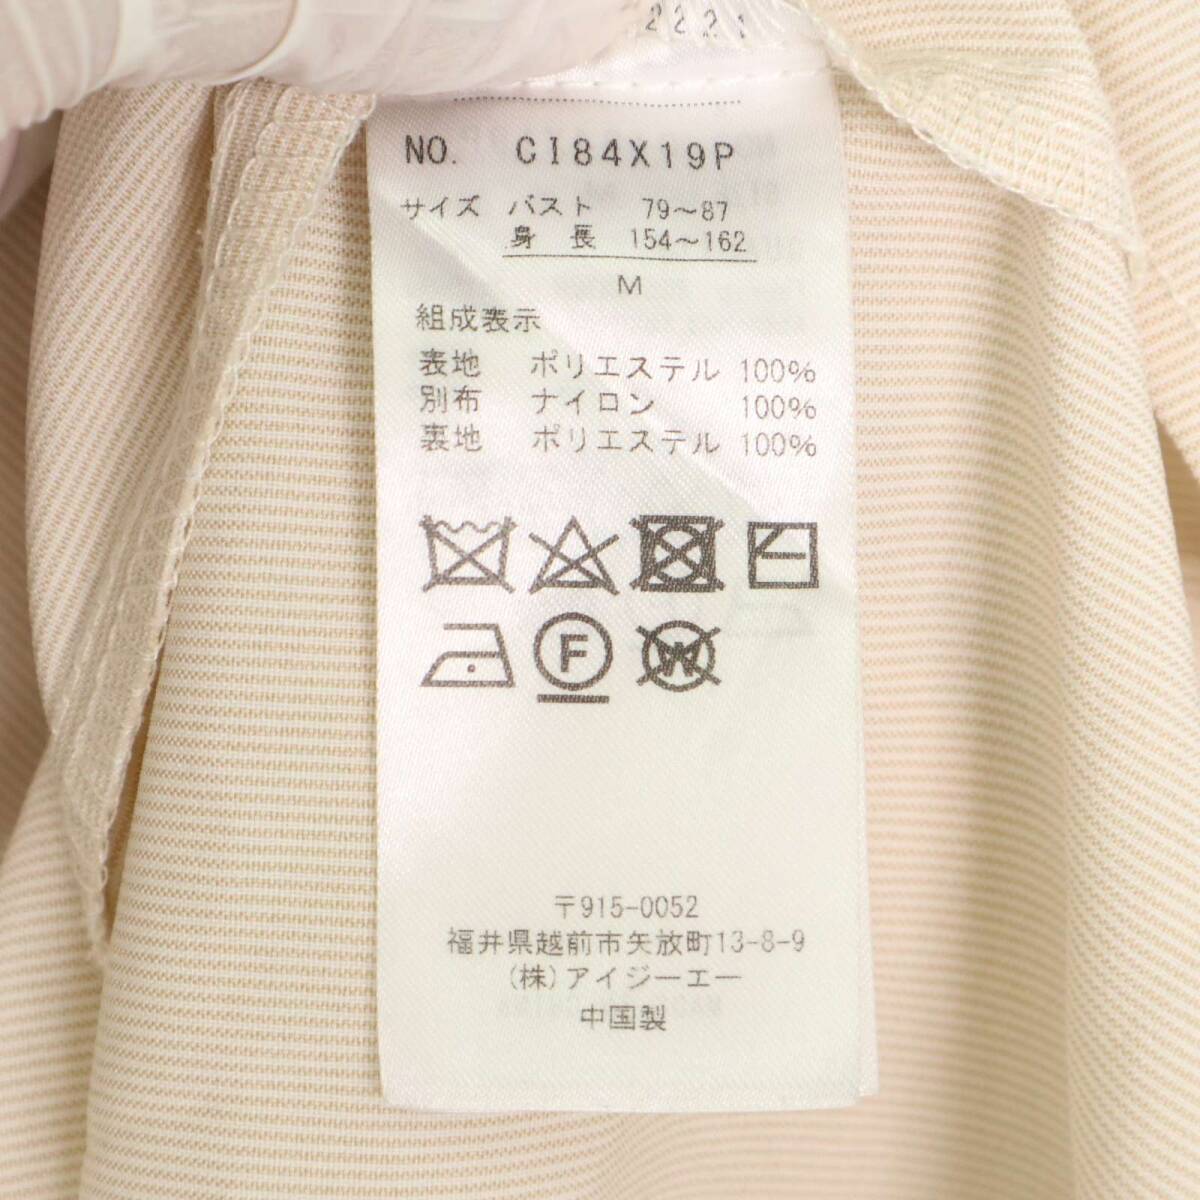 2221
NO. CI84X19P
サイズ バスト 79~87
身長 154~162
M
組成表示
表地 ポリエステル 100%
別布 ナイロン 100%
裏地 ポリエステル 100%
F W
〒915-0052
福井県越前市矢放町13-8-9
(株)アイジーエー
中国製